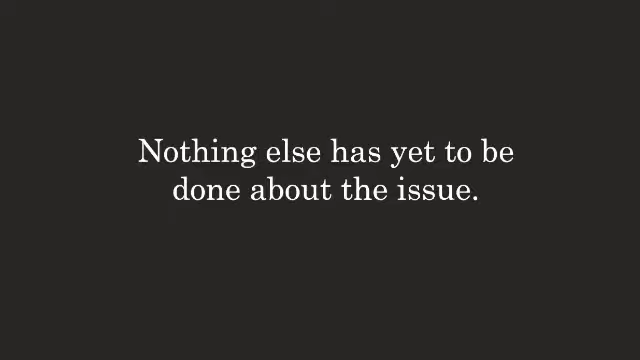 Nothing else has yet to be
done about the issue.